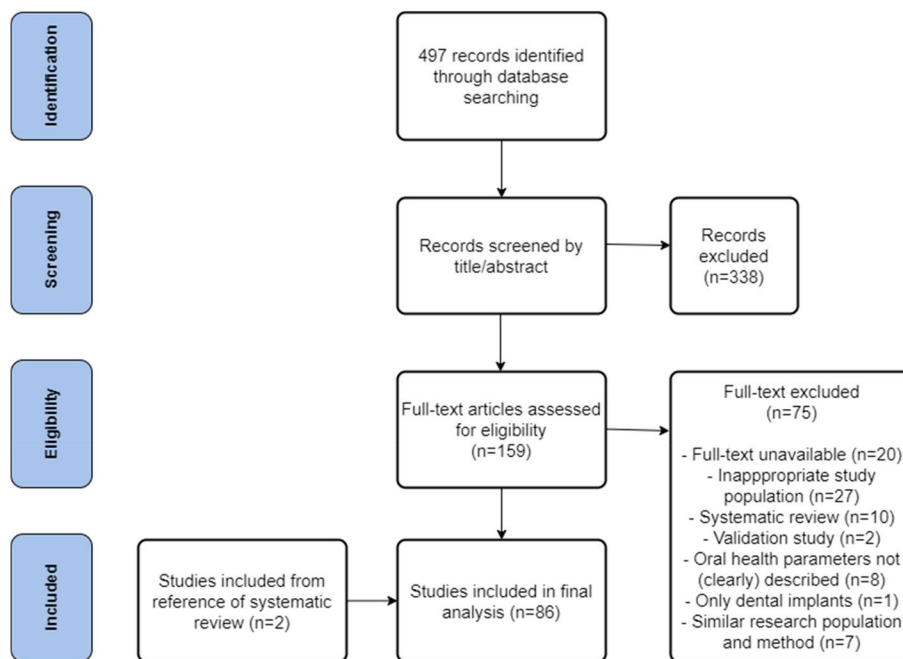 Identification
497 records identified
through database
searching
Screening
Records screened by
title/abstract
Records
excluded
(n=338)
Eligibility
Full-text articles assessed
for eligibility
(n=159)
Full-text excluded
(n=75)
- Full-text unavailable (n=20)
- Inapppropriate study
population (n=27)
- Systematic review (n=10)
- Validation study (n=2)
- Oral health parameters not
(clearly) described (n=8)
- Only dental implants (n=1)
- Similar research population
and method (n=7)
Included
Studies included from
reference of systematic
review (n=2)
Studies included in final
analysis (n=86)